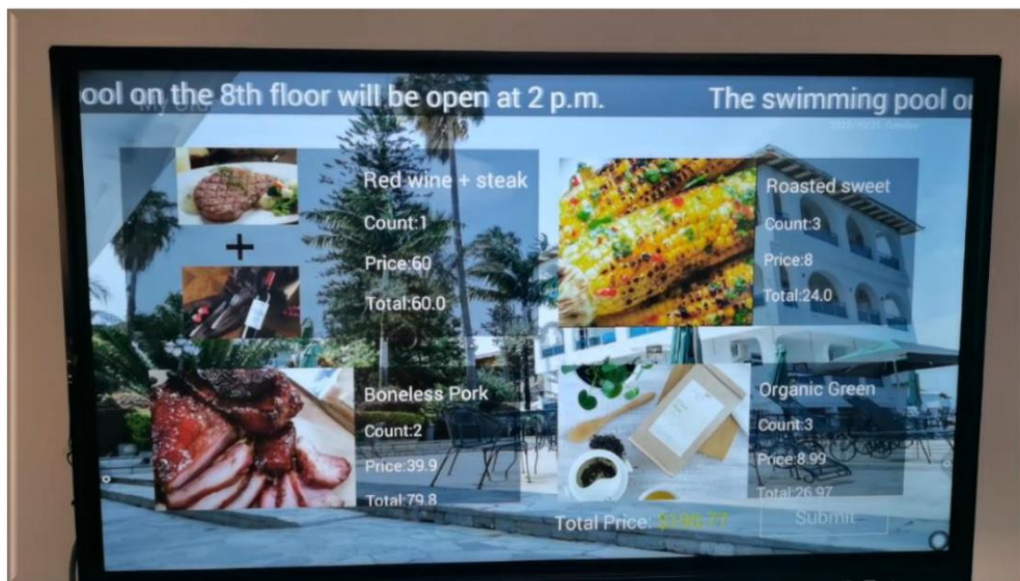 ool on the 8th floor will be open at 2 p.m. The swimming pool or
Red wine + steak
Count:1
Price:60
Total:60.0
+
Roasted sweet
Count:3
Price:8
Total:24.0
Boneless Pork
Count:2
Price:39.9
Total:79.8
Organic Green
Count:3
Price:8.99
Total:26.97
Total Price: $190.77
Submit